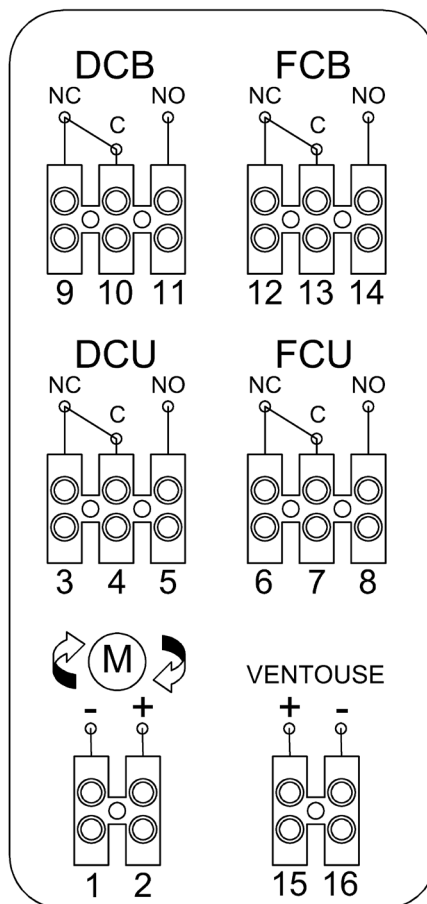 DCB FCB
NC NO NC NO
C C
9 10 11 12 13 14
DCU FCU
NC NO NC NO
C C
3 4 5 6 7 8
M
VENTOUSE
- + + -
1 2 15 16